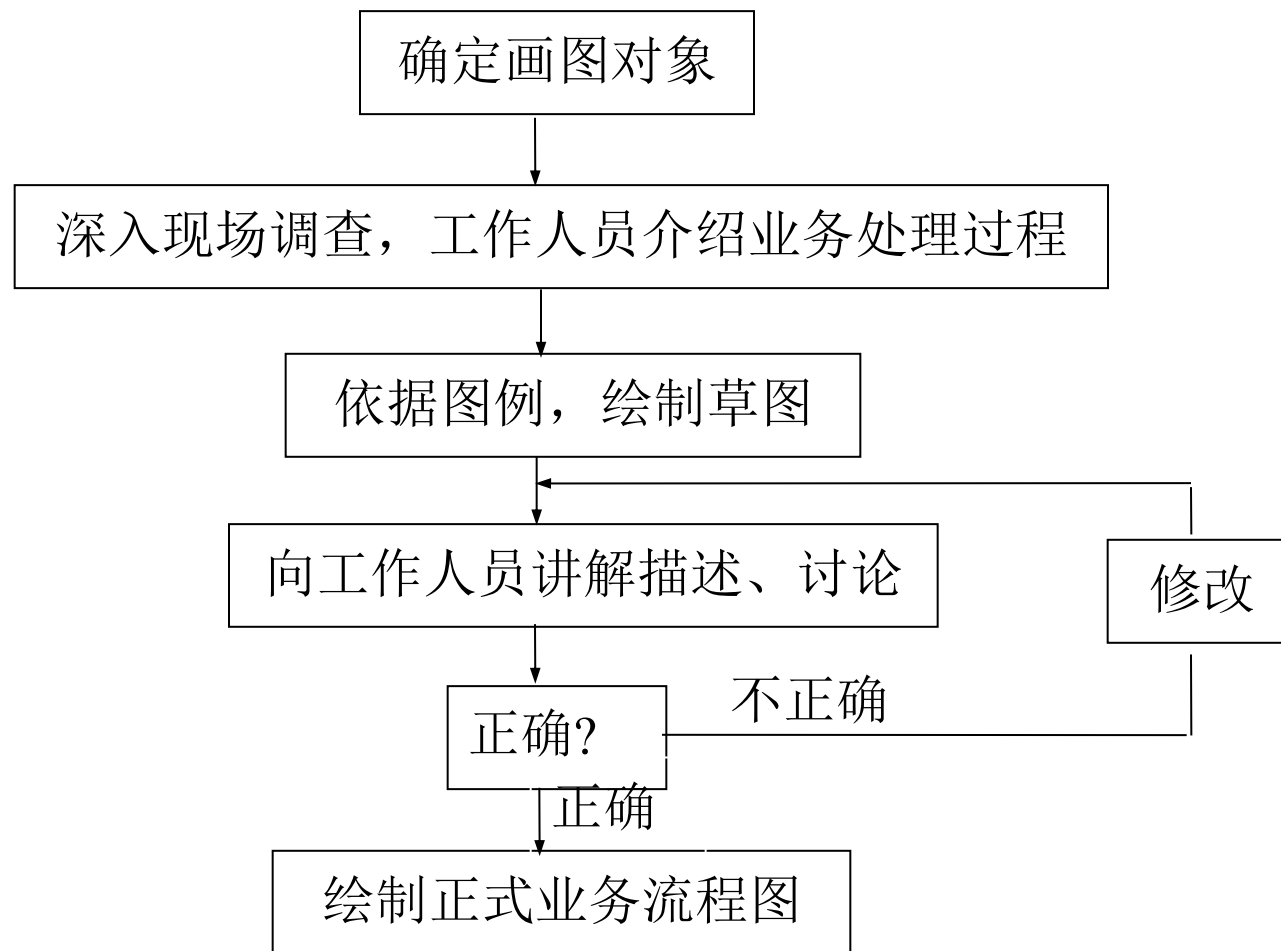 确定画图对象
深入现场调查，工作人员介绍业务处理过程
依据图例，绘制草图
向工作人员讲解描述、讨论
修改
正确?
不正确
正确
绘制正式业务流程图